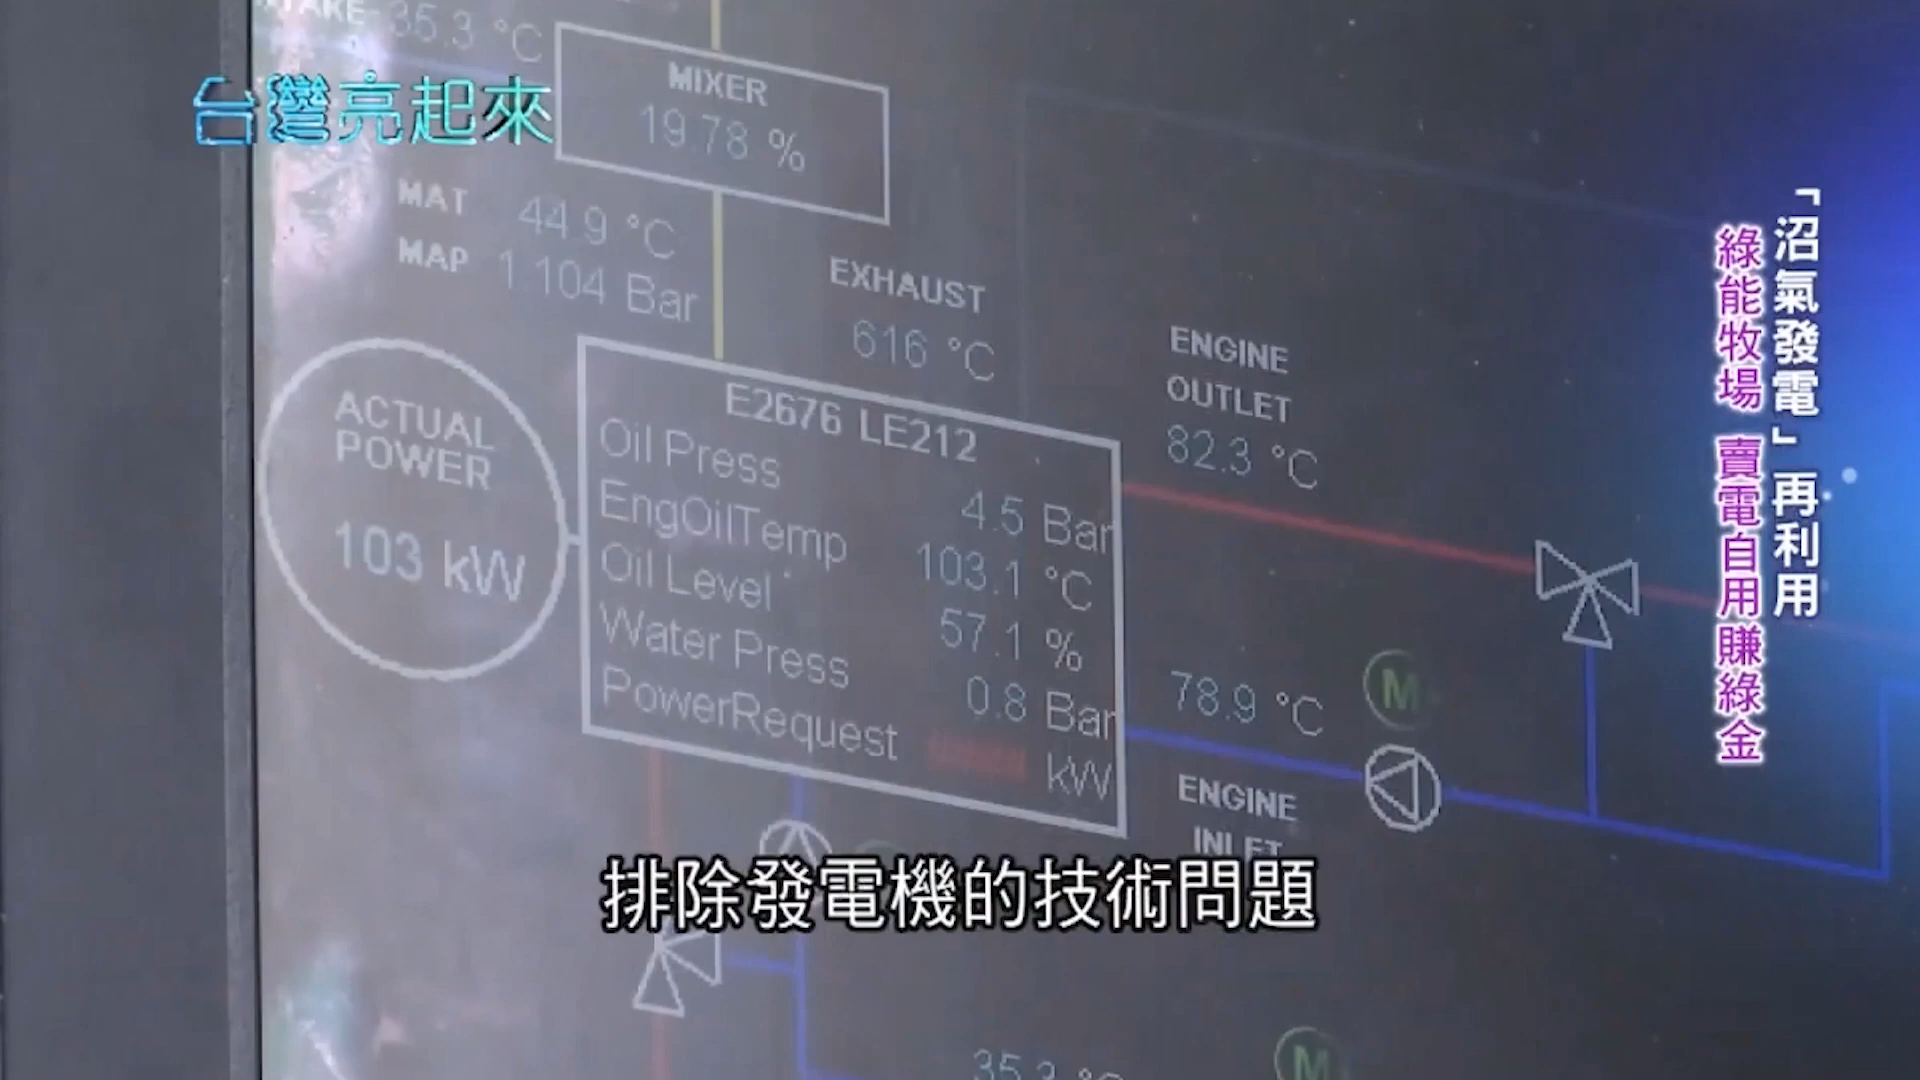 35.3 °C
台灣亮起來
MIXER
19.78 %
MAT 44.9 °C
MAP 1.104 Bar
EXHAUST
616 °C
ENGINE
OUTLET
82.3 °C
ACTUAL
POWER
103 kW
E2676 LE212
Oil Press 4.5 Bar
EngOilTemp 103.1 °C
Oil Level 57.1 %
Water Press 0.8 Bar
PowerRequest kW
78.9 °C
M
ENGINE
INLET
「沼氣發電」再利用
綠能牧場 賣電自用賺綠金
排除發電機的技術問題
M